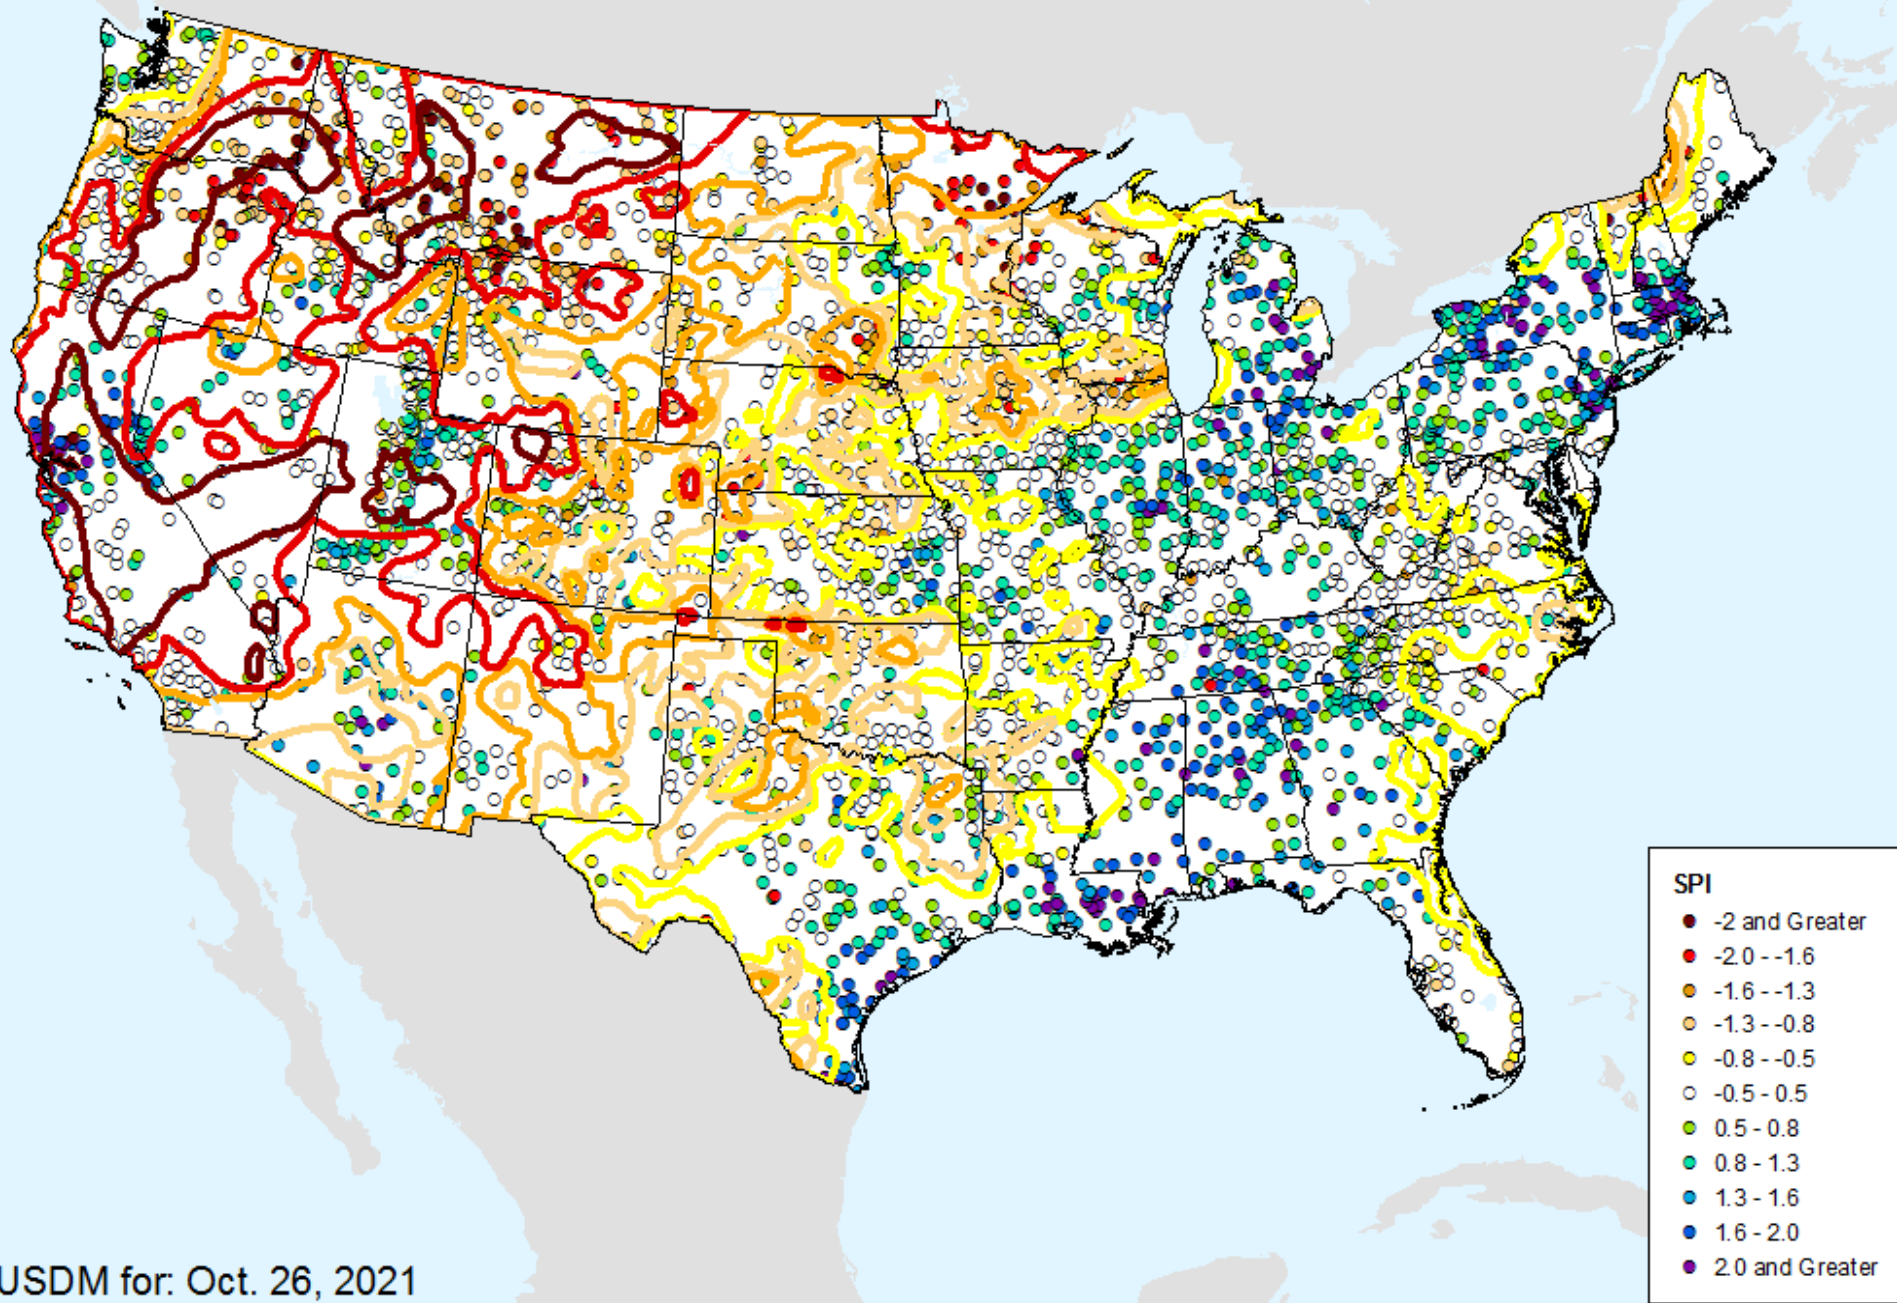 SPI
-2 and Greater
-2.0 - -1.6
-1.6 - -1.3
-1.3 - -0.8
-0.8 - -0.5
-0.5 - 0.5
0.5 - 0.8
0.8 - 1.3
1.3 - 1.6
1.6 - 2.0
2.0 and Greater
USDM for: Oct. 26, 2021